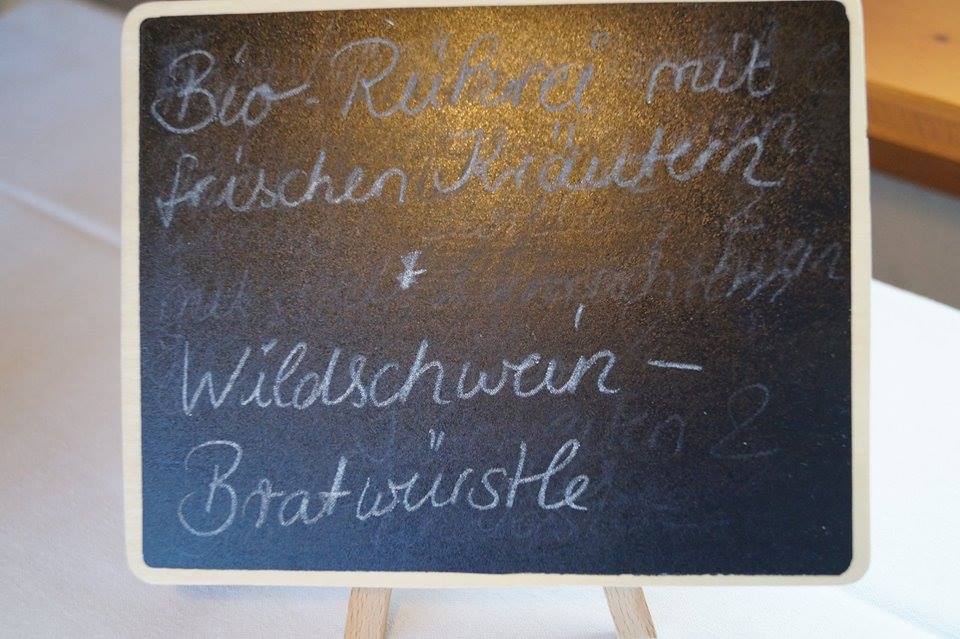 Bio-Rührei mit
frischen Kräutern
*
Wildschwein-
Bratwürstle